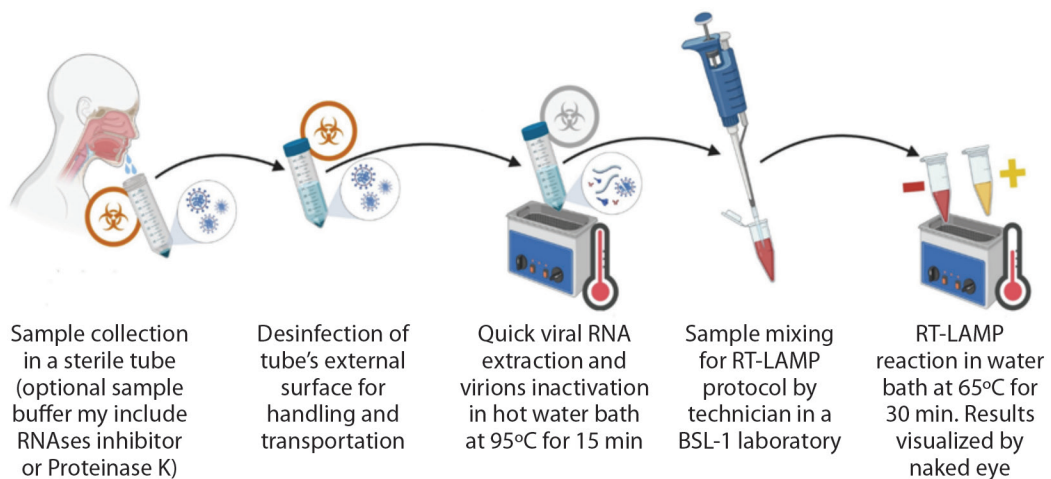 Sample collection
in a sterile tube
(optional sample
buffer my include
RNAses inhibitor
or Proteinase K)
Desinfection of
tube's external
surface for
handling and
transportation
Quick viral RNA
extraction and
virions inactivation
in hot water bath
at 95ºC for 15 min
Sample mixing
for RT-LAMP
protocol by
technician in a
BSL-1 laboratory
RT-LAMP
reaction in water
bath at 65ºC for
30 min. Results
visualized by
naked eye